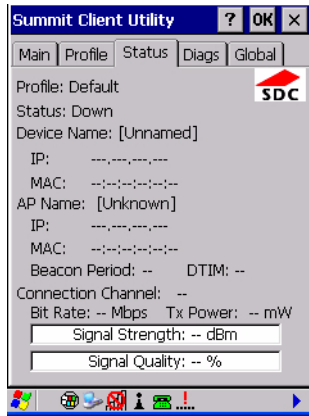 Summit Client Utility ? OK ×
Main Profile Status Diags Global
Profile: Default
SDC
Status: Down
Device Name: [Unnamed]
IP: ---.---.---.---
MAC: --:--:--:--:--:--
AP Name: [Unknown]
IP: ---.---.---.---
MAC: --:--:--:--:--:--
Beacon Period: -- DTIM: --
Connection Channel: --
Bit Rate: -- Mbps Tx Power: -- mW
Signal Strength: -- dBm
Signal Quality: -- %